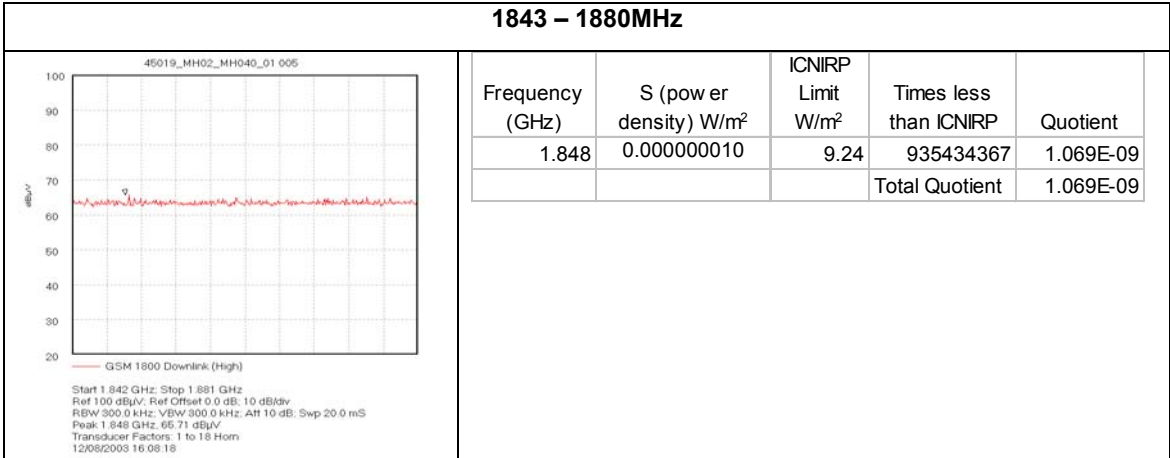 1843 – 1880MHz
45019_MH02_MH040_01 005
100
90
80
70
60
50
40
30
20
dBµV
GSM 1800 Downlink (High)
Start 1.842 GHz; Stop 1.881 GHz
Ref 100 dBµV; Ref Offset 0.0 dB; 10 dB/div
RBW 300.0 kHz; VBW 300.0 kHz; Att 10 dB; Swp 20.0 mS
Peak 1.848 GHz, 65.71 dBµV
Transducer Factors: 1 to 18 Horn
12/08/2003 16:08:18
ICNIRP
Frequency S (pow er Limit Times less
(GHz) density) W/m² W/m² than ICNIRP Quotient
1.848 0.000000010 9.24 935434367 1.069E-09
Total Quotient 1.069E-09